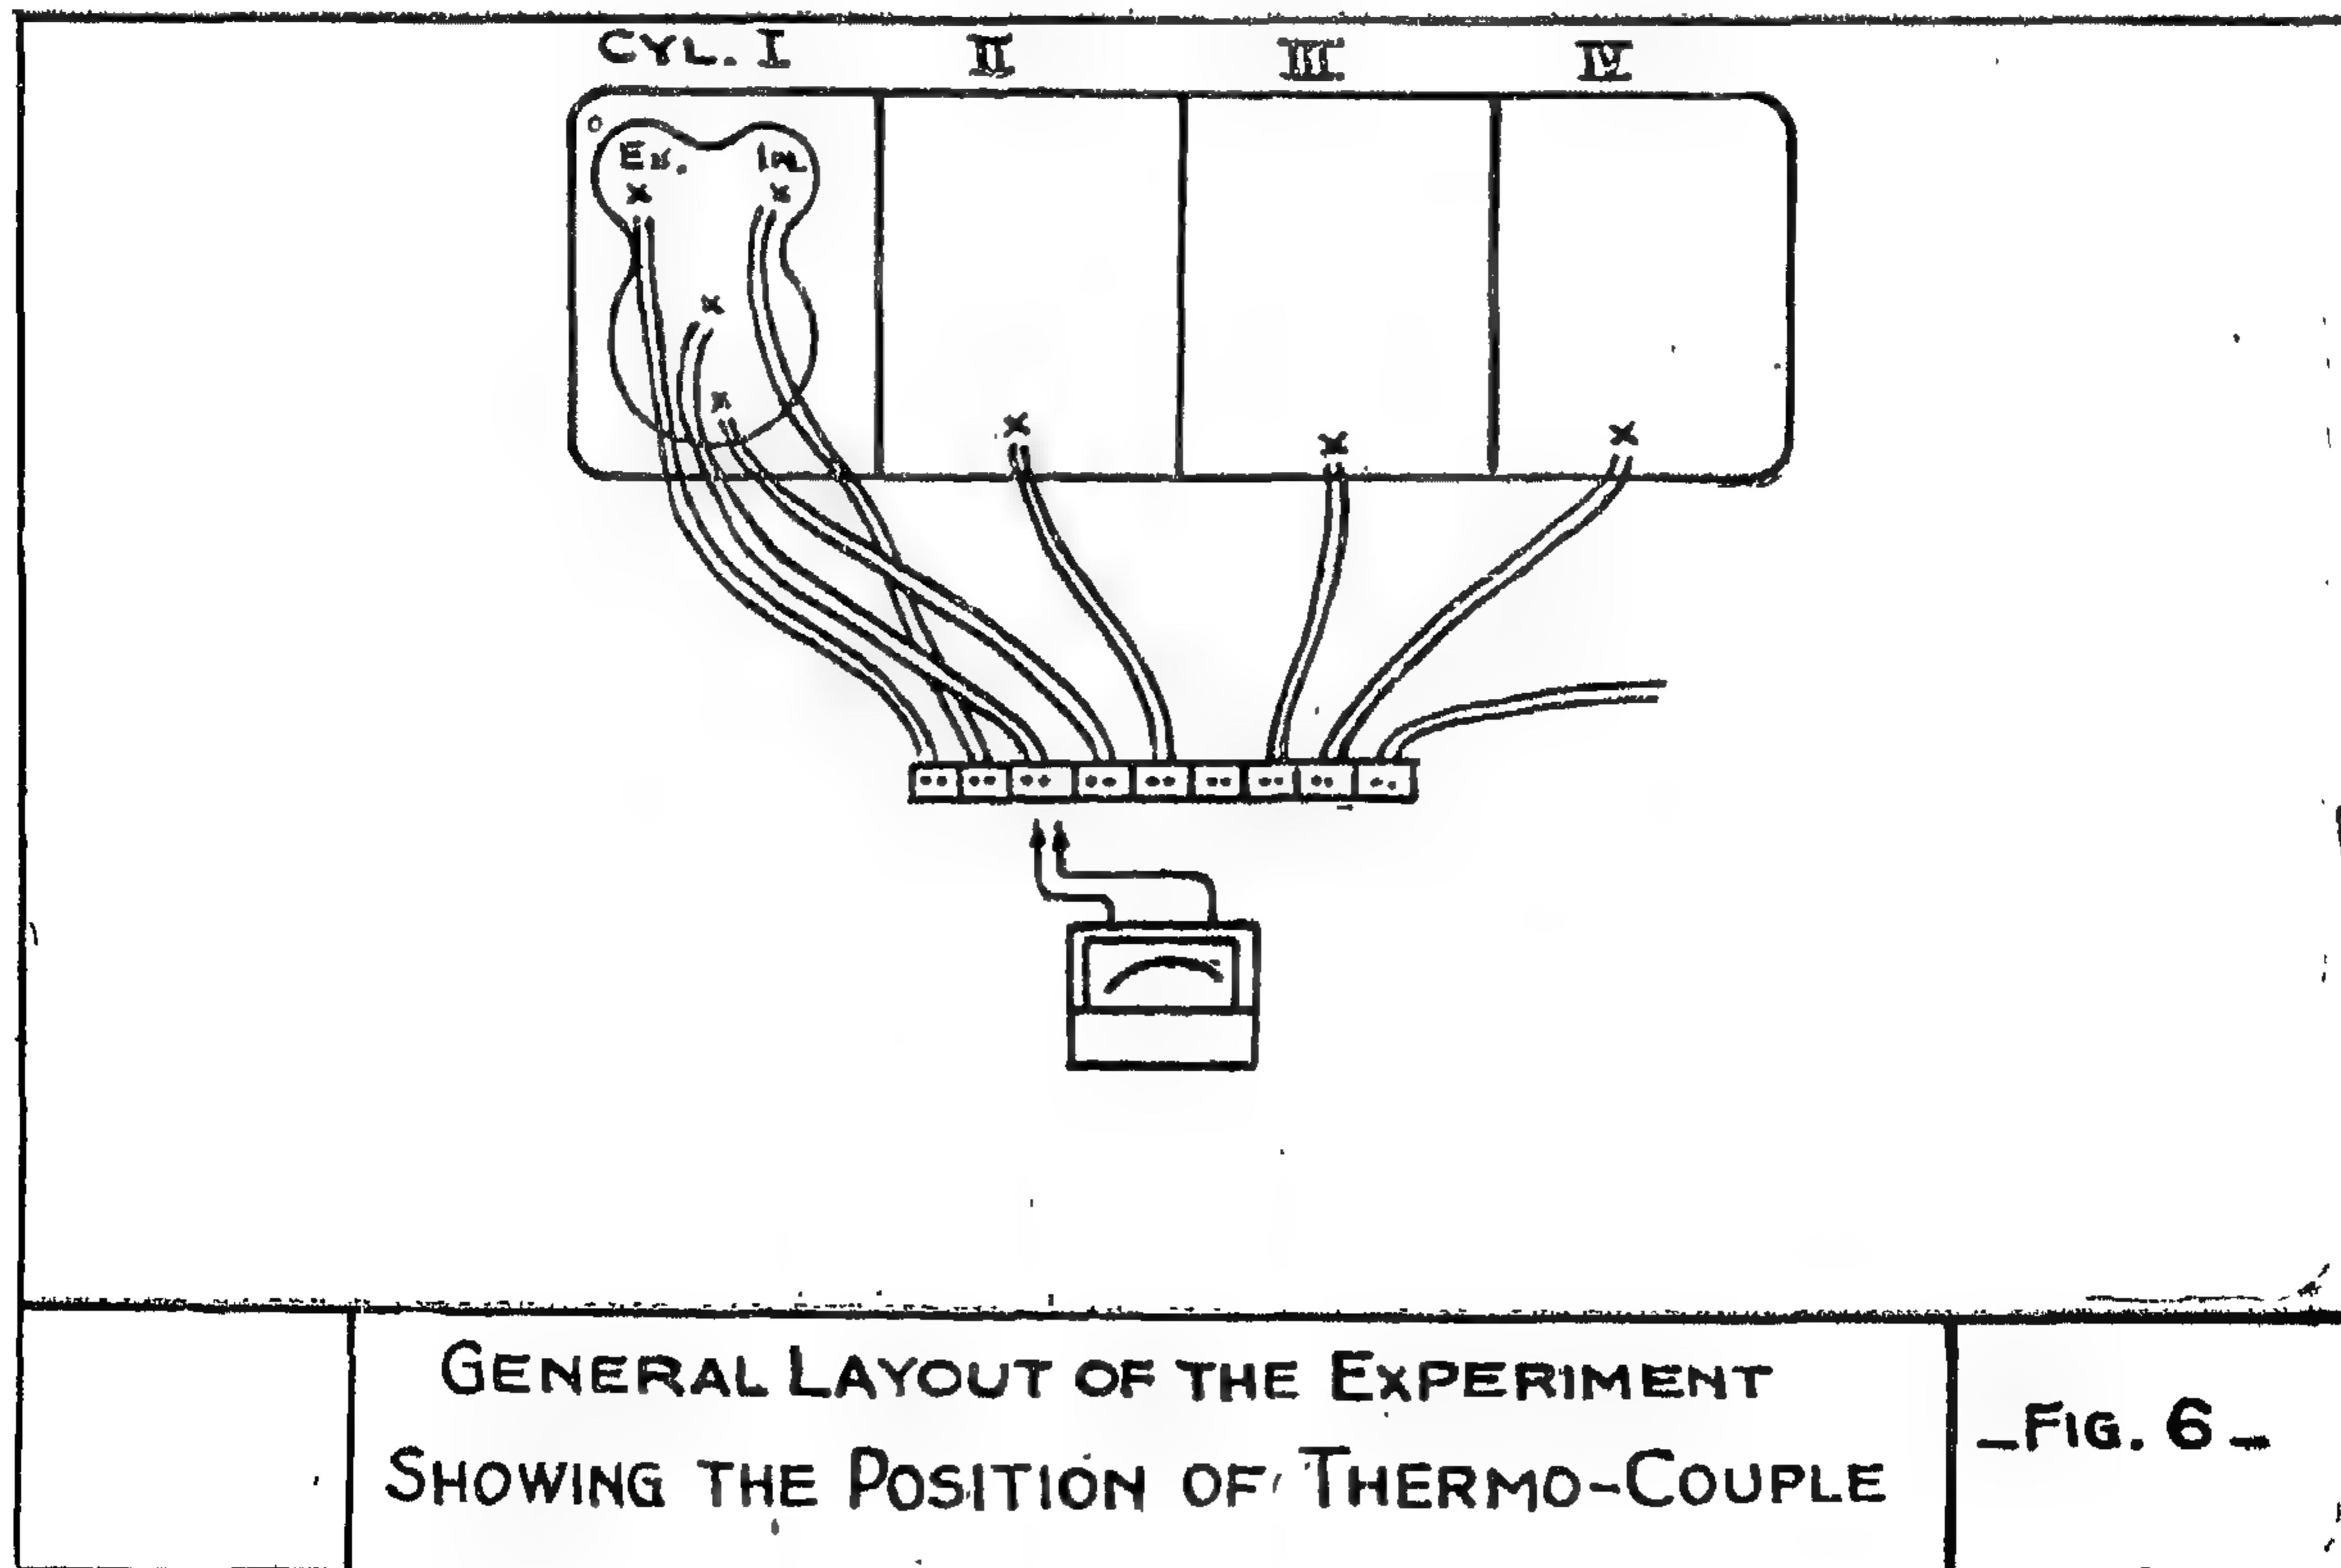 CYL. I II III IV
Ex. In.
GENERAL LAYOUT OF THE EXPERIMENT
SHOWING THE POSITION OF THERMO-COUPLE
-FIG. 6-